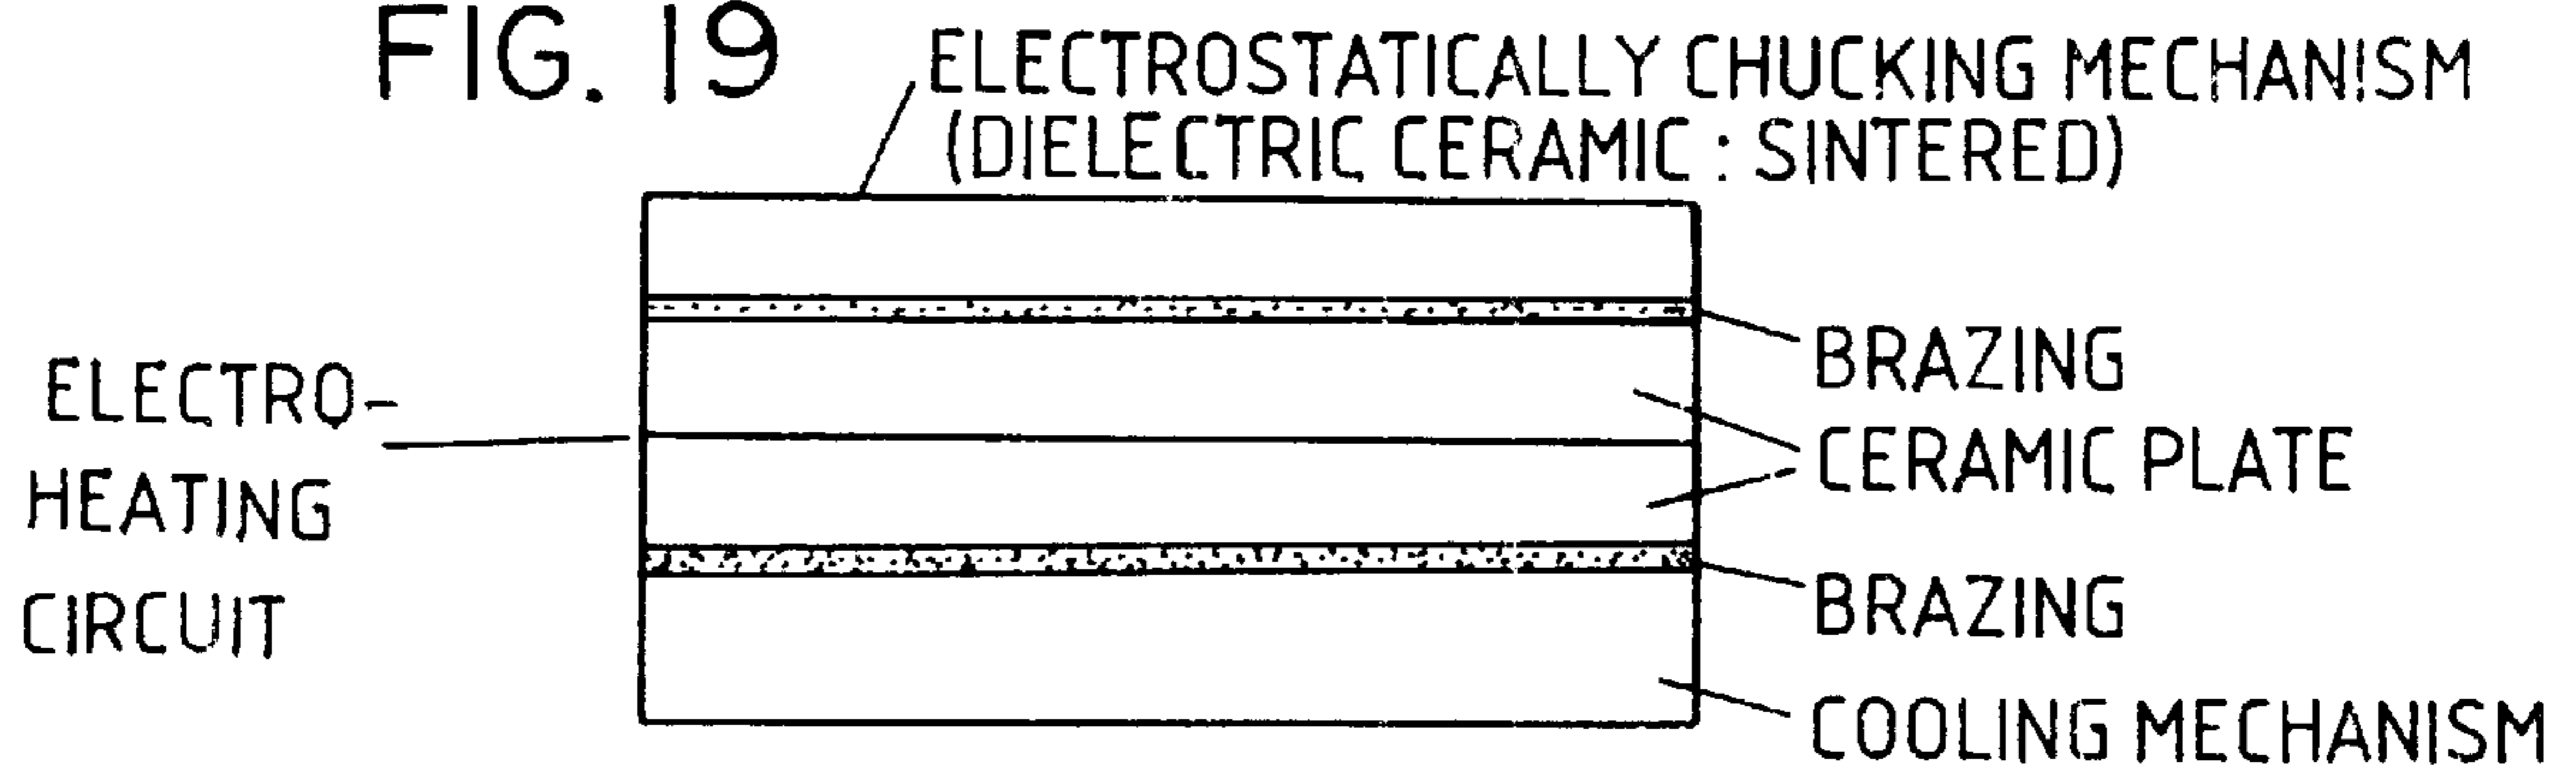 FIG. 19
ELECTROSTATICALLY CHUCKING MECHANISM
(DIELECTRIC CERAMIC : SINTERED)
BRAZING
ELECTRO-
HEATING
CIRCUIT
CERAMIC PLATE
BRAZING
COOLING MECHANISM